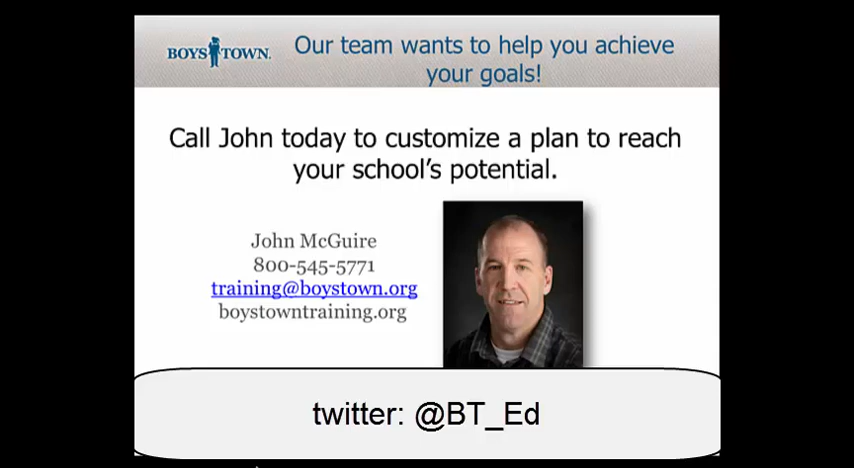 BOYS TOWN.
Our team wants to help you achieve
your goals!
Call John today to customize a plan to reach
your school's potential.
John McGuire
800-545-5771
training@boystown.org
boystowntraining.org
twitter: @BT_Ed